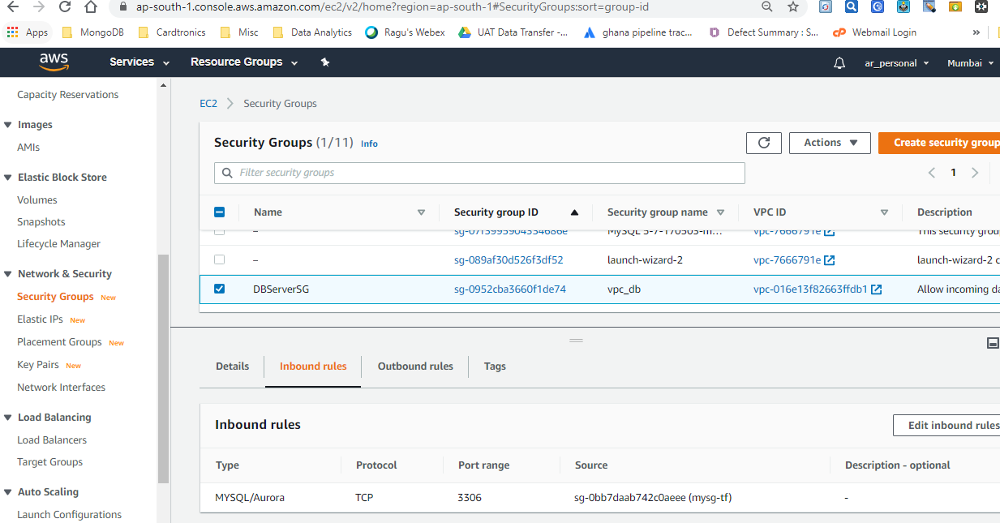 ap-south-1.console.aws.amazon.com/ec2/v2/home?region=ap-south-1#SecurityGroups:sort=group-id
Apps MongoDB Cardtronics Misc Data Analytics Ragu's Webex UAT Data Transfer -... ghana pipeline trac... Defect Summary : S... Webmail Login »
aws Services Resource Groups ar_personal Mumbai
Capacity Reservations
Images
AMIs
Elastic Block Store
Volumes
Snapshots
Lifecycle Manager
Network & Security
Security Groups New
Elastic IPs New
Placement Groups New
Key Pairs New
Network Interfaces
Load Balancing
Load Balancers
Target Groups
Auto Scaling
Launch Configurations
EC2 Security Groups
Security Groups (1/11) Info
Actions
Create security group
Filter security groups
1
Name Security group ID Security group name VPC ID Description
– MySQL 5-7-170503-m... vpc-7666791e This security grou
– sg-089af30d526f3df52 launch-wizard-2 vpc-7666791e launch-wizard-2 c
DBServerSG sg-0952cba3660f1de74 vpc_db vpc-016e13f82663ffdb1 Allow incoming da
Details Inbound rules Outbound rules Tags
Inbound rules
Edit inbound rules
Type Protocol Port range Source Description - optional
MYSQL/Aurora TCP 3306 sg-0bb7daab742c0aeee (mysg-tf) -